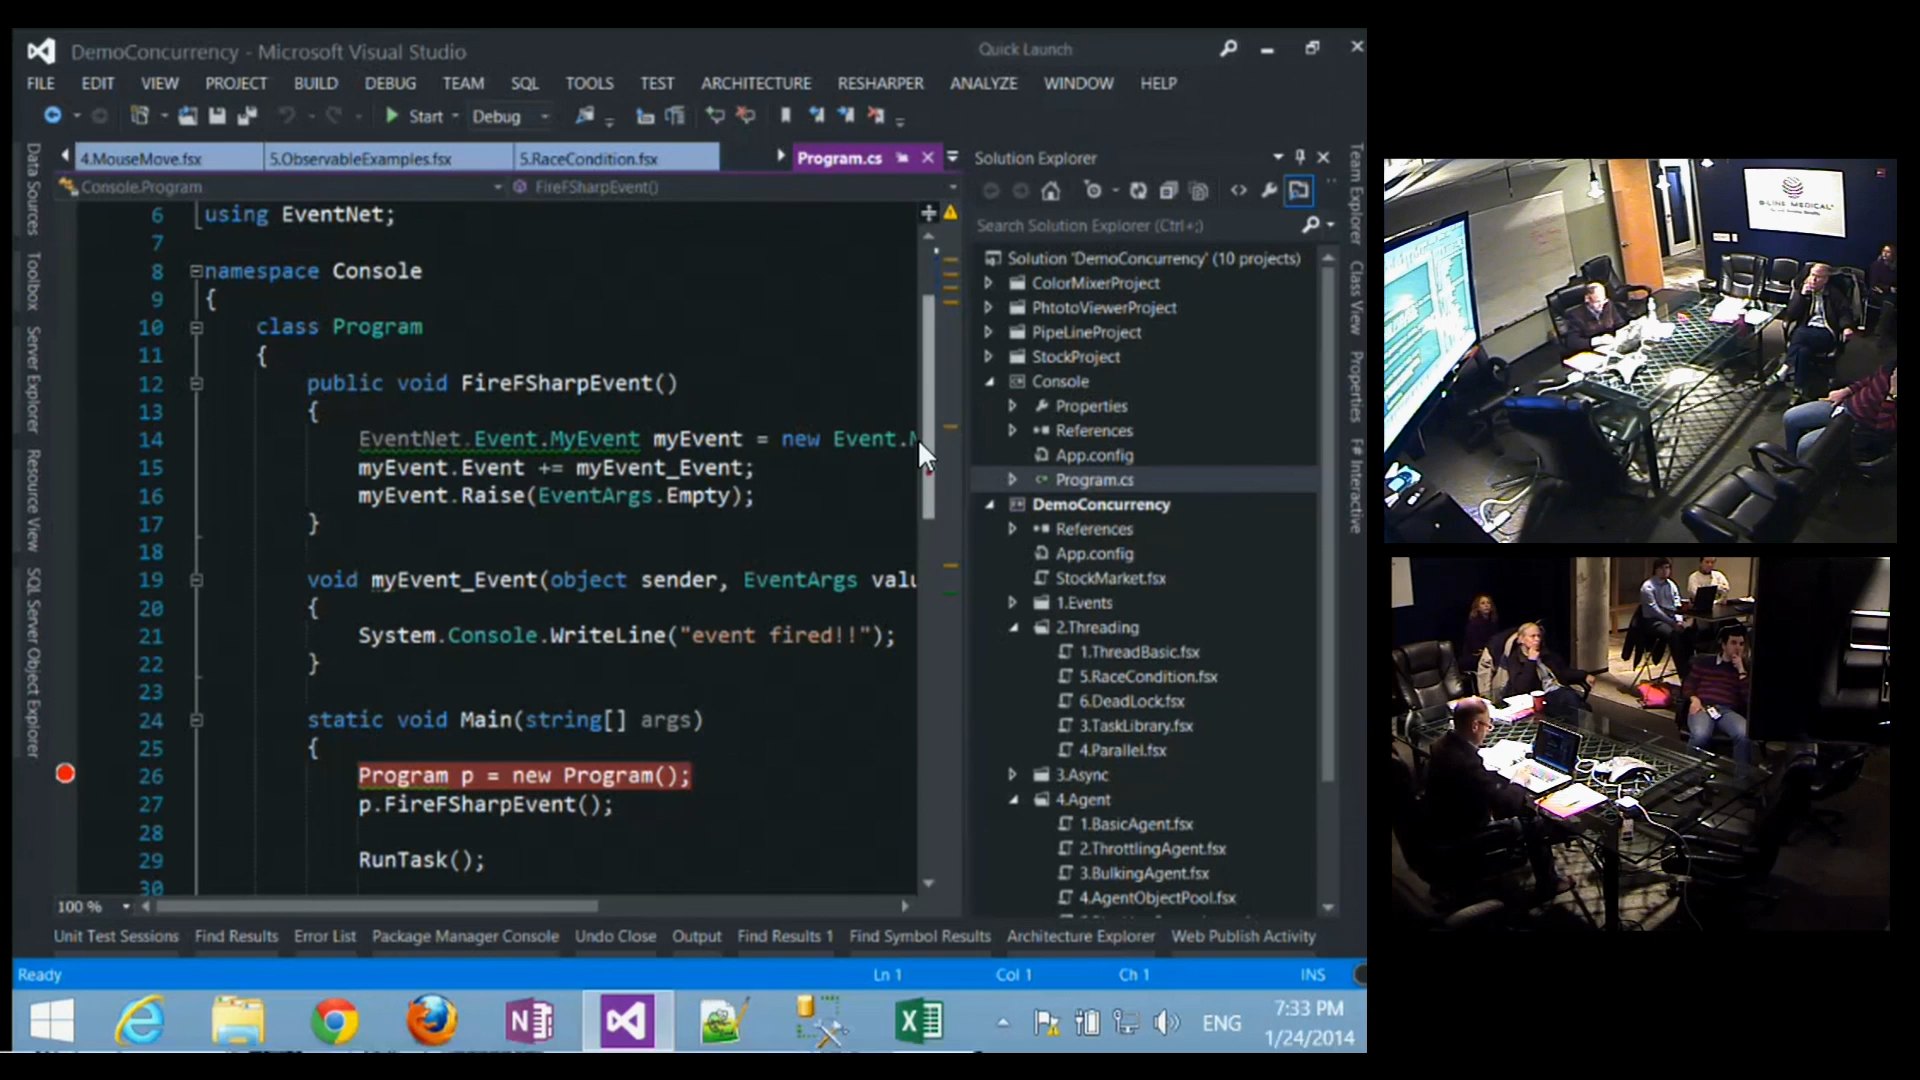 DemoConcurrency - Microsoft Visual Studio
Quick Launch
FILE EDIT VIEW PROJECT BUILD DEBUG TEAM SQL TOOLS TEST ARCHITECTURE RESHARPER ANALYZE WINDOW HELP
Start Debug
4.MouseMove.fsx 5.ObservableExamples.fsx 5.RaceCondition.fsx Program.cs
Console.Program FireFSharpEvent()
6 using EventNet;
7
8 namespace Console
9 {
10 class Program
11 {
12 public void FireFSharpEvent()
13 {
14 EventNet.Event.MyEvent myEvent = new Event.
15 myEvent.Event += myEvent_Event;
16 myEvent.Raise(EventArgs.Empty);
17 }
18
19 void myEvent_Event(object sender, EventArgs valu
20 {
21 System.Console.WriteLine("event fired!!");
22 }
23
24 static void Main(string[] args)
25 {
26 Program p = new Program();
27 p.FireFSharpEvent();
28
29 RunTask();
30
100 %
Data Sources
Toolbox
Server Explorer
Resource View
SQL Server Object Explorer
Solution Explorer
Search Solution Explorer (Ctrl+;)
Solution 'DemoConcurrency' (10 projects)
ColorMixerProject
PhtotoViewerProject
PipeLineProject
StockProject
Console
Properties
References
App.config
Program.cs
DemoConcurrency
References
App.config
StockMarket.fsx
1.Events
2.Threading
1.ThreadBasic.fsx
5.RaceCondition.fsx
6.DeadLock.fsx
3.TaskLibrary.fsx
4.Parallel.fsx
3.Async
4.Agent
1.BasicAgent.fsx
2.ThrottlingAgent.fsx
3.BulkingAgent.fsx
4.AgentObjectPool.fsx
Team Explorer
Class View
Properties
F# Interactive
Unit Test Sessions Find Results Error List Package Manager Console Undo Close Output Find Results 1 Find Symbol Results Architecture Explorer Web Publish Activity
Ready Ln 1 Col 1 Ch 1 INS
ENG
7:33 PM
1/24/2014
B-LINE MEDICAL